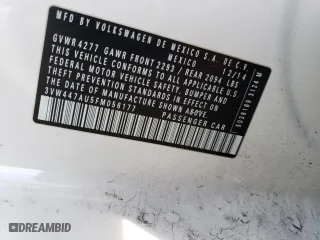 MFD BY VOLKSWAGEN DE MEXICO S.A. DE C.V.
MEXICO 12/14
GVWR 4277 GAWR FRONT 2293 / REAR 2094 LBS
THIS VEHICLE CONFORMS TO ALL APPLICABLE U.S.
FEDERAL MOTOR VEHICLE SAFETY, BUMPER AND
THEFT PREVENTION STANDARDS IN EFFECT ON
THE DATE OF MANUFACTURE SHOWN ABOVE
3VW447AU5FM056177
PASSENGER CAR
DREAMBID